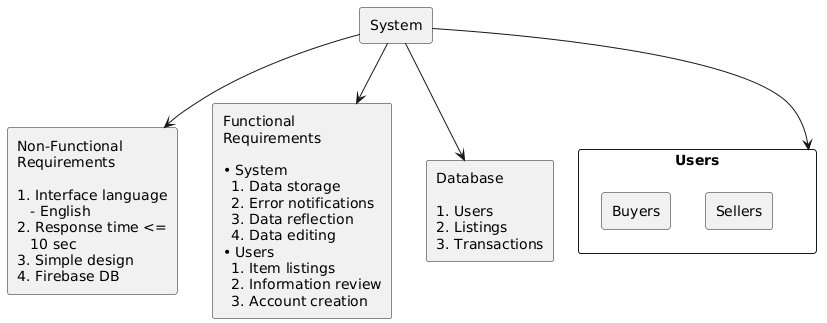 System
Non-Functional
Requirements
1. Interface language
- English
2. Response time <=
10 sec
3. Simple design
4. Firebase DB
Functional
Requirements
• System
1. Data storage
2. Error notifications
3. Data reflection
4. Data editing
• Users
1. Item listings
2. Information review
3. Account creation
Database
1. Users
2. Listings
3. Transactions
Users
Buyers
Sellers